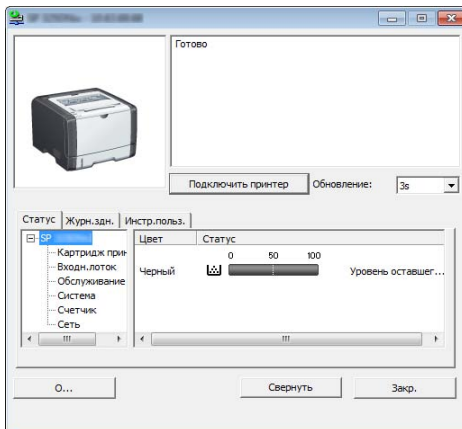 Готово
Подключить принтер Обновление: 3s
Статус Журн.здн. Инстр.польз.
SP
Картридж прин
Входн.лоток
Обслуживание
Система
Счетчик
Сеть
Цвет Статус
0 50 100
Черный Уровень оставшег...
О... Свернуть Закр.